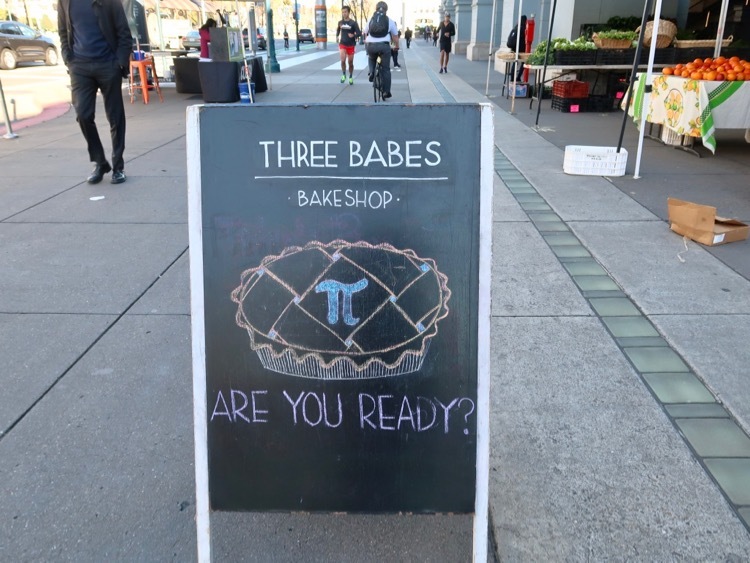 THREE BABES
· BAKESHOP ·
π
ARE YOU READY?